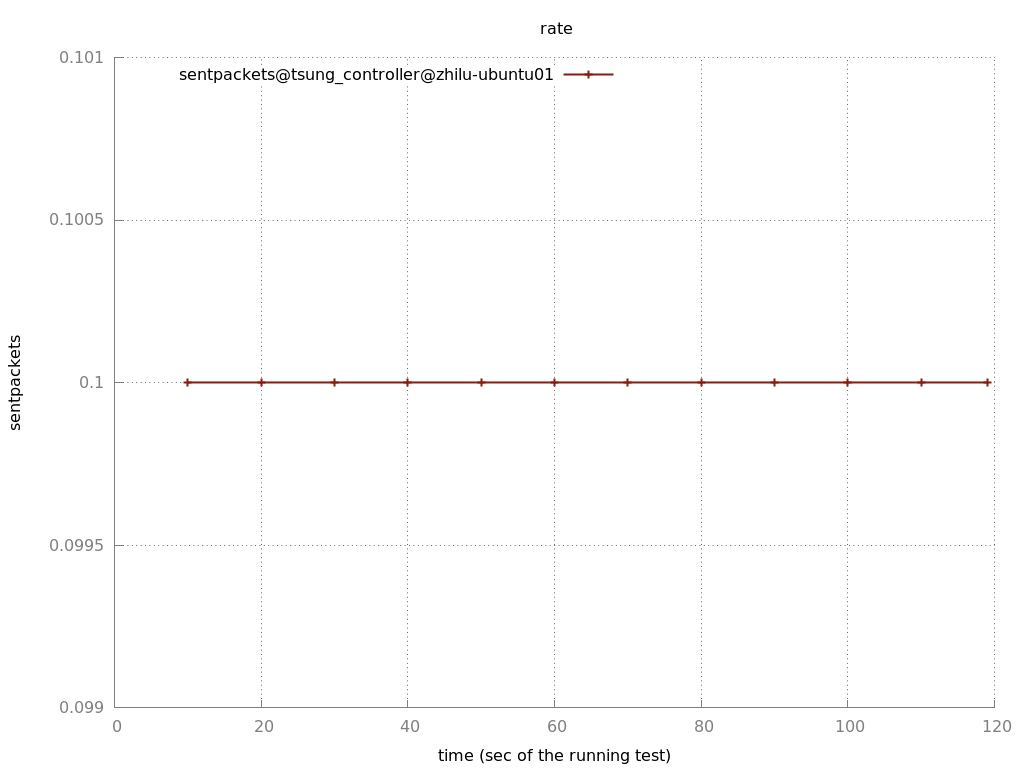 rate
0.101
sentpackets@tsung_controller@zhilu-ubuntu01
0.1005
0.1
0.0995
0.099
sentpackets
0 20 40 60 80 100 120
time (sec of the running test)